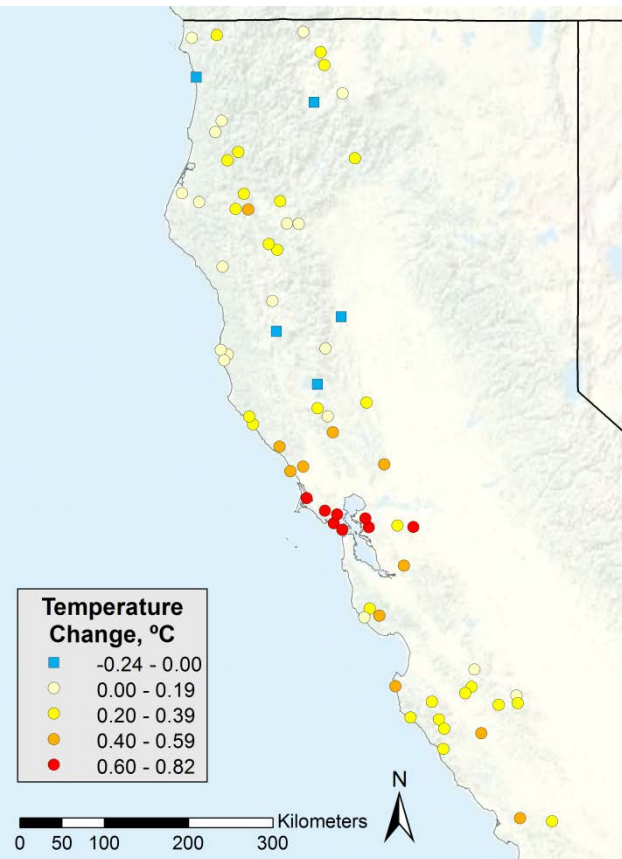 Temperature
Change, ºC
-0.24 - 0.00
0.00 - 0.19
0.20 - 0.39
0.40 - 0.59
0.60 - 0.82
N
Kilometers
0 50 100 200 300